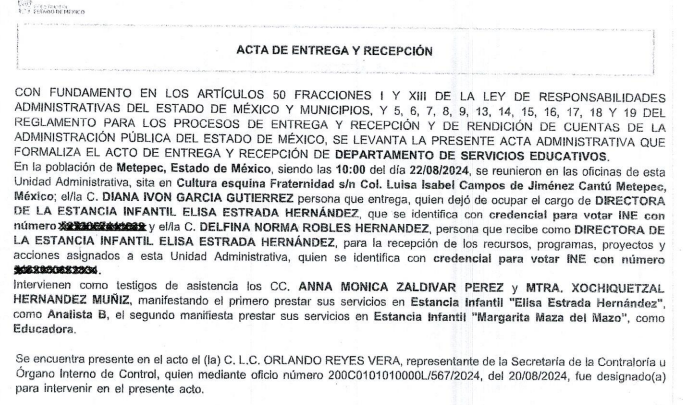 ESTADO DE MÉXICO
ACTA DE ENTREGA Y RECEPCIÓN
CON FUNDAMENTO EN LOS ARTÍCULOS 50 FRACCIONES I Y XIII DE LA LEY DE RESPONSABILIDADES
ADMINISTRATIVAS DEL ESTADO DE MÉXICO Y MUNICIPIOS, Y 5, 6, 7, 8, 9, 13, 14, 15, 16, 17, 18 Y 19 DEL
REGLAMENTO PARA LOS PROCESOS DE ENTREGA Y RECEPCIÓN Y DE RENDICIÓN DE CUENTAS DE LA
ADMINISTRACIÓN PÚBLICA DEL ESTADO DE MÉXICO, SE LEVANTA LA PRESENTE ACTA ADMINISTRATIVA QUE
FORMALIZA EL ACTO DE ENTREGA Y RECEPCIÓN DE DEPARTAMENTO DE SERVICIOS EDUCATIVOS.
En la población de Metepec, Estado de México, siendo las 10:00 del día 22/08/2024, se reunieron en las oficinas de esta
Unidad Administrativa, sita en Cultura esquina Fraternidad s/n Col. Luisa Isabel Campos de Jiménez Cantú Metepec,
México; el/la C. DIANA IVON GARCIA GUTIERREZ persona que entrega, quien dejó de ocupar el cargo de DIRECTORA
DE LA ESTANCIA INFANTIL ELISA ESTRADA HERNÁNDEZ, que se identifica con credencial para votar INE con
número y el/la C. DELFINA NORMA ROBLES HERNANDEZ, persona que recibe como DIRECTORA DE
LA ESTANCIA INFANTIL ELISA ESTRADA HERNÁNDEZ, para la recepción de los recursos, programas, proyectos y
acciones asignados a esta Unidad Administrativa, quien se identifica con credencial para votar INE con número
Intervienen como testigos de asistencia los CC. ANNA MONICA ZALDIVAR PEREZ y MTRA. XOCHIQUETZAL
HERNANDEZ MUÑIZ, manifestando el primero prestar sus servicios en Estancia Infantil "Elisa Estrada Hernández",
como Analista B, el segundo manifiesta prestar sus servicios en Estancia Infantil "Margarita Maza del Mazo", como
Educadora.
Se encuentra presente en el acto el (la) C. L.C. ORLANDO REYES VERA, representante de la Secretaría de la Contraloría u
Órgano Interno de Control, quien mediante oficio número 200C0101010000L/567/2024, del 20/08/2024, fue designado(a)
para intervenir en el presente acto.